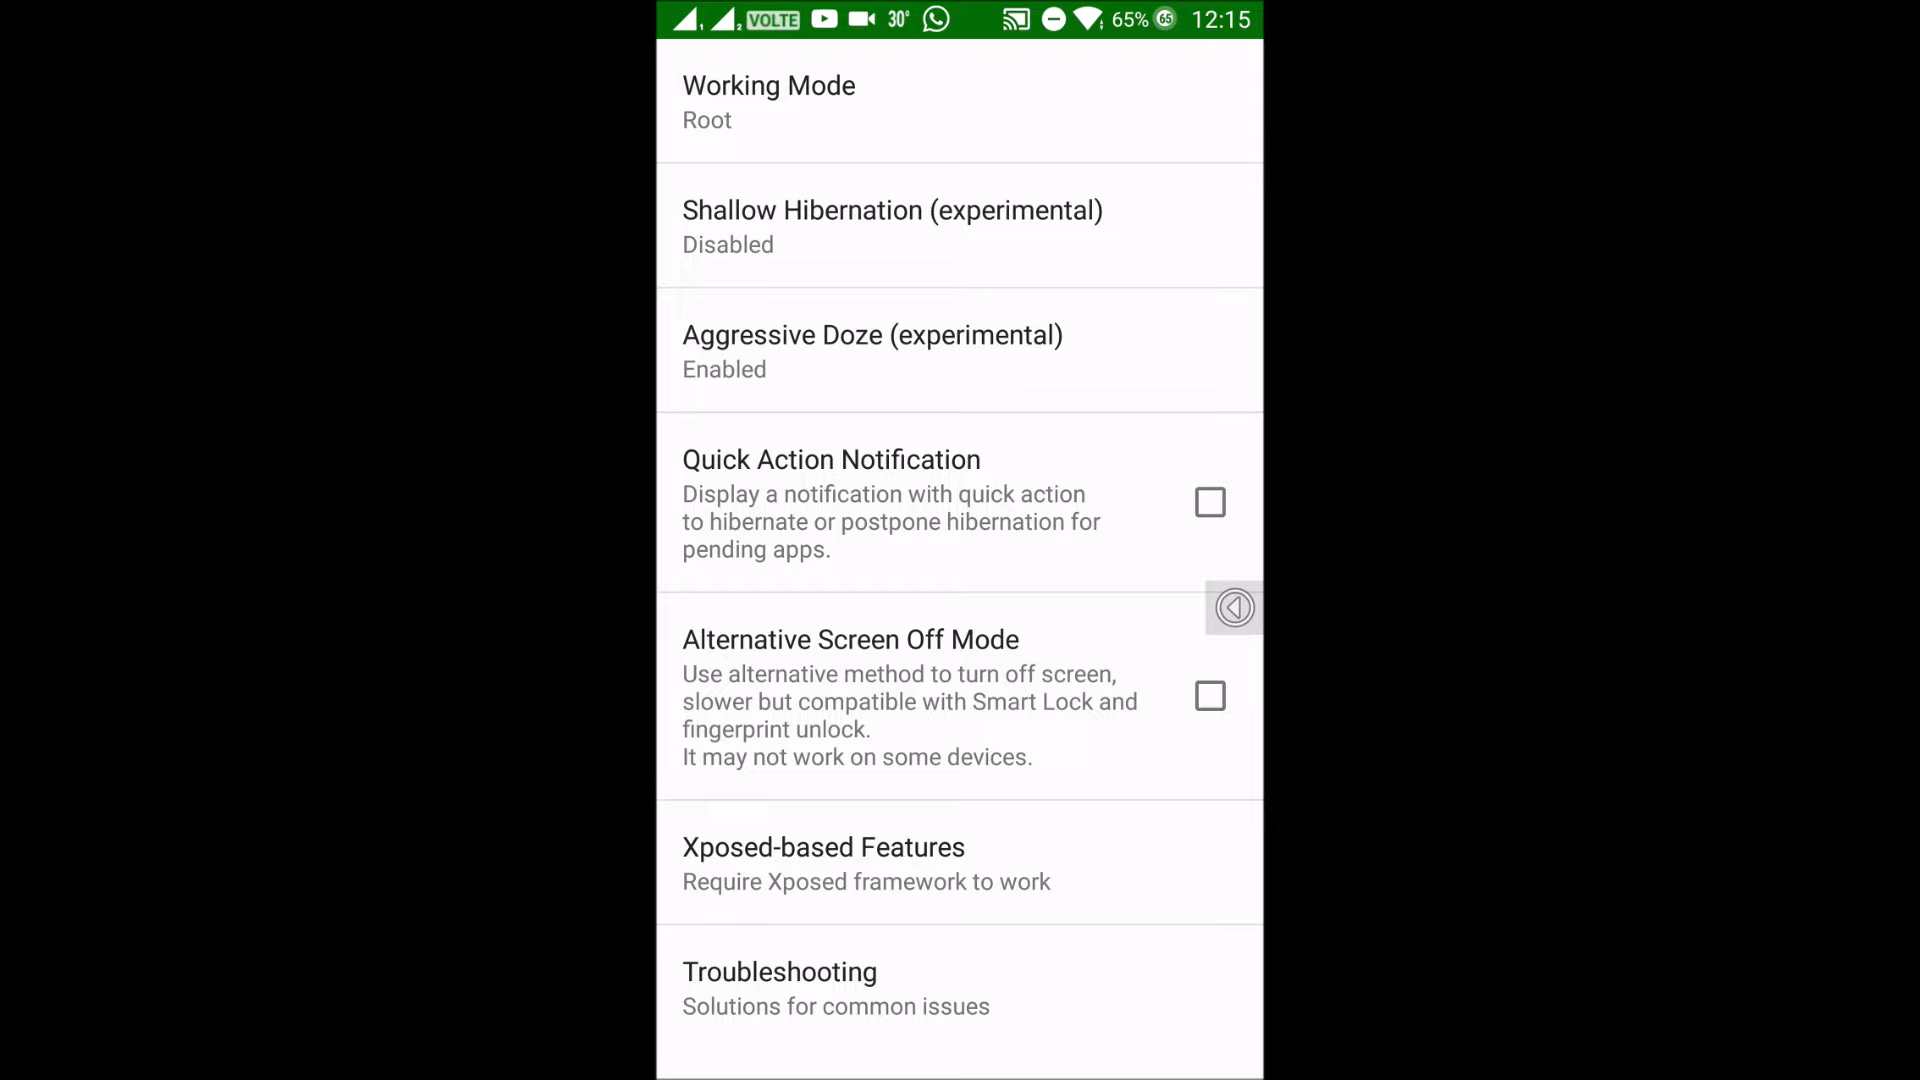 VOLTE 30° 65% 65 12:15
Working Mode
Root
Shallow Hibernation (experimental)
Disabled
Aggressive Doze (experimental)
Enabled
Quick Action Notification
Display a notification with quick action
to hibernate or postpone hibernation for
pending apps.
Alternative Screen Off Mode
Use alternative method to turn off screen,
slower but compatible with Smart Lock and
fingerprint unlock.
It may not work on some devices.
Xposed-based Features
Require Xposed framework to work
Troubleshooting
Solutions for common issues